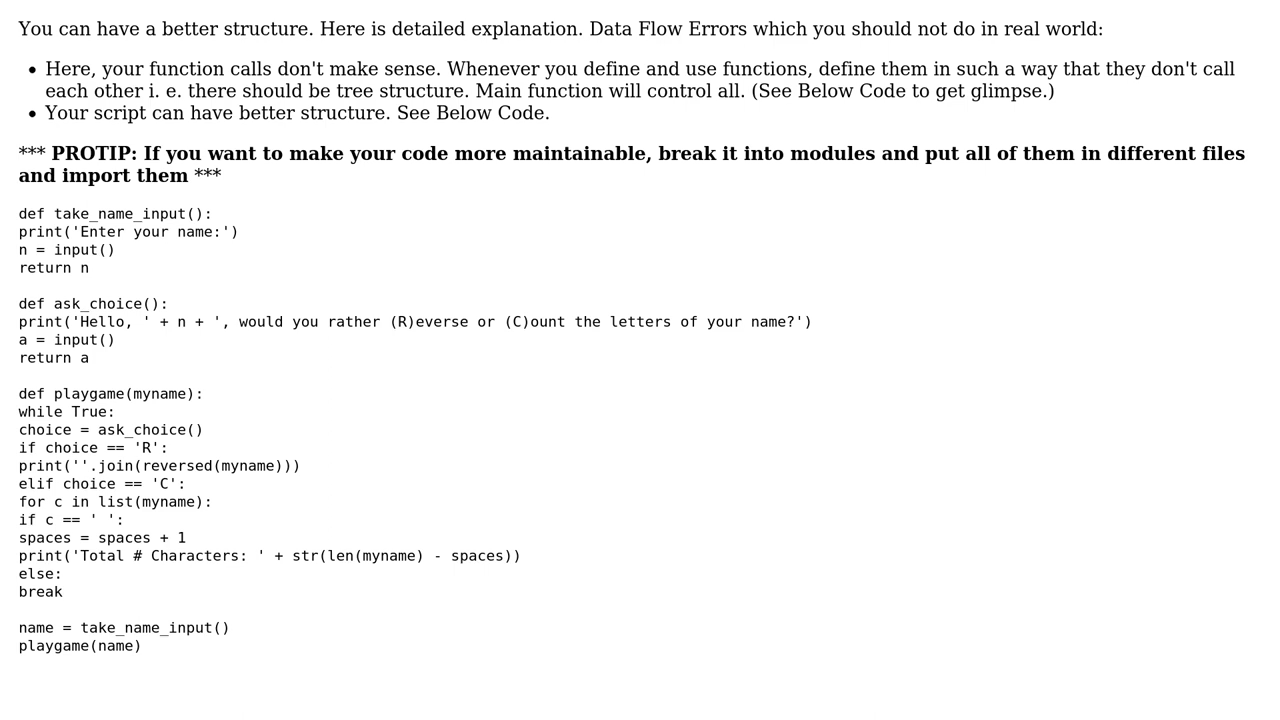 You can have a better structure. Here is detailed explanation. Data Flow Errors which you should not do in real world:
• Here, your function calls don't make sense. Whenever you define and use functions, define them in such a way that they don't call
each other i. e. there should be tree structure. Main function will control all. (See Below Code to get glimpse.)
• Your script can have better structure. See Below Code.
*** PROTIP: If you want to make your code more maintainable, break it into modules and put all of them in different files
and import them ***
def take_name_input():
print('Enter your name:')
n = input()
return n
def ask_choice():
print('Hello, ' + n + ', would you rather (R)everse or (C)ount the letters of your name?')
a = input()
return a
def playgame(myname):
while True:
choice = ask_choice()
if choice == 'R':
print(''.join(reversed(myname)))
elif choice == 'C':
for c in list(myname):
if c == ' ':
spaces = spaces + 1
print('Total # Characters: ' + str(len(myname) - spaces))
else:
break
name = take_name_input()
playgame(name)